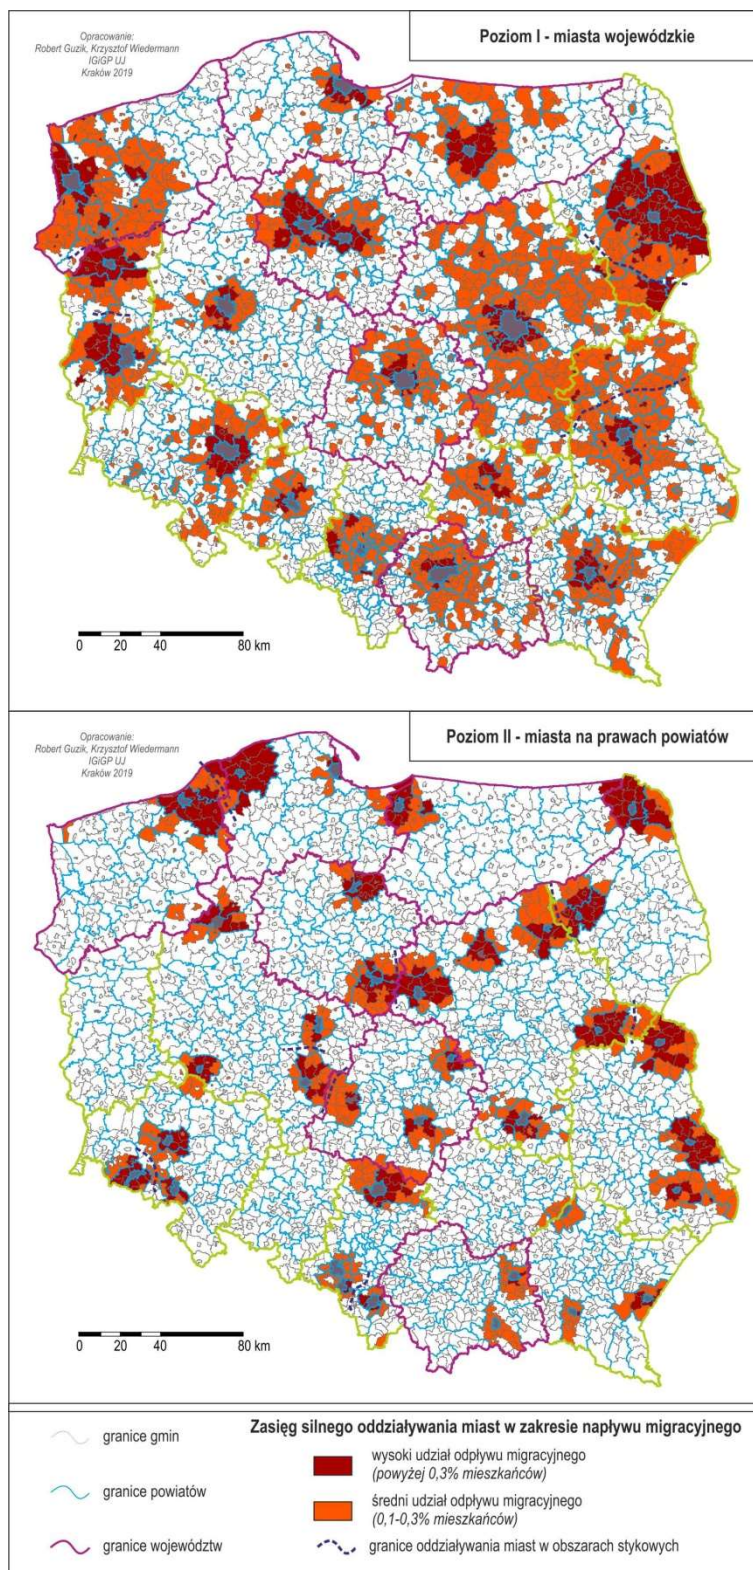 Opracowanie:
Robert Guzik, Krzysztof Wiedermann
IGiGP UJ
Kraków 2019
Poziom I - miasta wojewódzkie
0 20 40 80 km
Opracowanie:
Robert Guzik, Krzysztof Wiedermann
IGiGP UJ
Kraków 2019
Poziom II - miasta na prawach powiatów
0 20 40 80 km
Zasięg silnego oddziaływania miast w zakresie napływu migracyjnego
granice gmin
granice powiatów
granice województw
wysoki udział odpływu migracyjnego
(powyżej 0,3% mieszkańców)
średni udział odpływu migracyjnego
(0,1-0,3% mieszkańców)
granice oddziaływania miast w obszarach stykowych